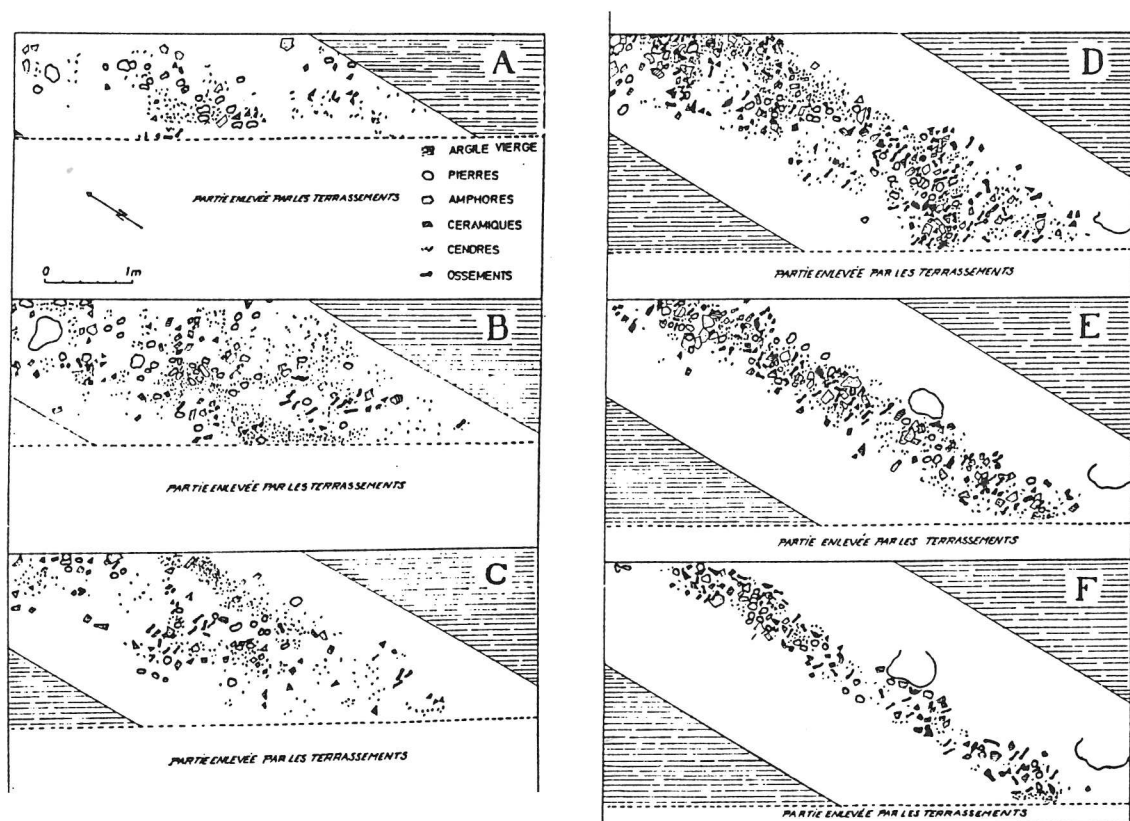 A
ARGILE VIERGE
PIERRES
AMPHORES
CERAMIQUES
CENDRES
OSSEMENTS
PARTIE ENLEVÉE PAR LES TERRASSEMENTS
N
0 1m
B
PARTIE ENLEVÉE PAR LES TERRASSEMENTS
C
PARTIE ENLEVÉE PAR LES TERRASSEMENTS
D
PARTIE ENLEVÉE PAR LES TERRASSEMENTS
E
PARTIE ENLEVÉE PAR LES TERRASSEMENTS
F
PARTIE ENLEVÉE PAR LES TERRASSEMENTS